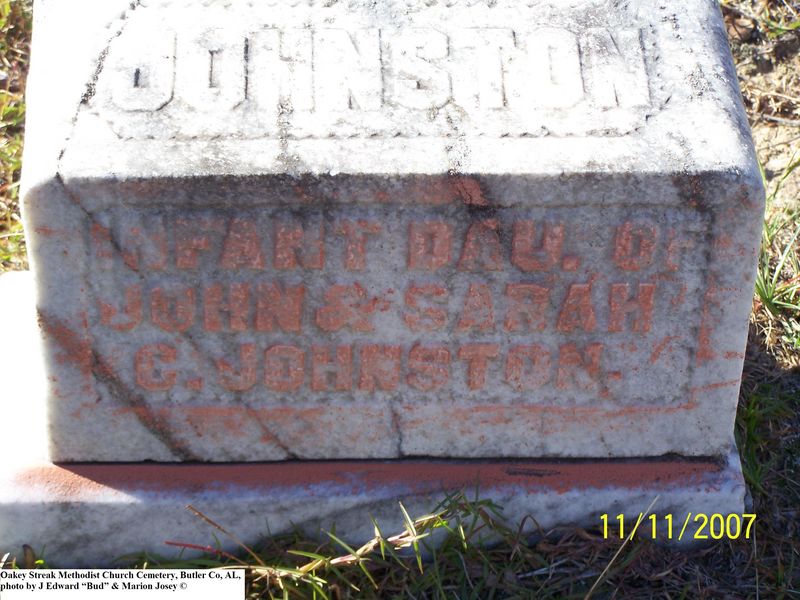 JOHNSTON
INFANT DAU. OF
JOHN & SARAH
C. JOHNSTON.
11/11/2007
Oakey Streak Methodist Church Cemetery, Butler Co, AL,
photo by J Edward “Bud” & Marion Josey ©